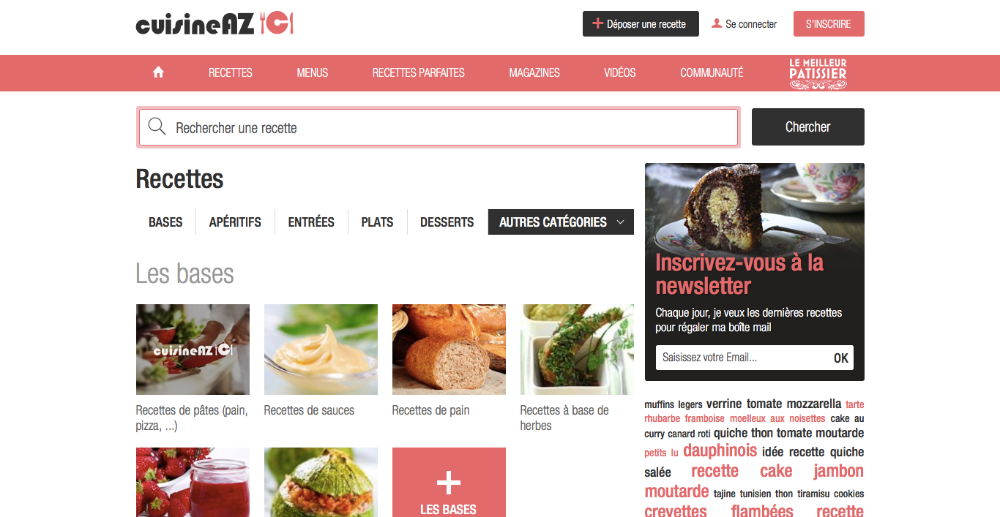 cuisineAZ
Déposer une recette
Se connecter
S'INSCRIRE
RECETTES
MENUS
RECETTES PARFAITES
MAGAZINES
VIDÉOS
COMMUNAUTÉ
LE MEILLEUR
PATISSIER
Rechercher une recette
Chercher
Recettes
BASES
APÉRITIFS
ENTRÉES
PLATS
DESSERTS
AUTRES CATÉGORIES
Les bases
cuisineAZ
Recettes de pâtes (pain,
pizza, ...)
Recettes de sauces
Recettes de pain
Recettes à base de
herbes
LES BASES
Inscrivez-vous à la
newsletter
Chaque jour, je veux les dernières recettes
pour régaler ma boîte mail
Saisissez votre Email...
OK
muffins legers verrine tomate mozzarella tarte
rhubarbe framboise moelleux aux noisettes cake au
curry canard roti quiche thon tomate moutarde
petits lu dauphinois idée recette quiche
salée recette cake jambon
moutarde tajine tunisien thon tiramisu cookies
crevettes flambées recette